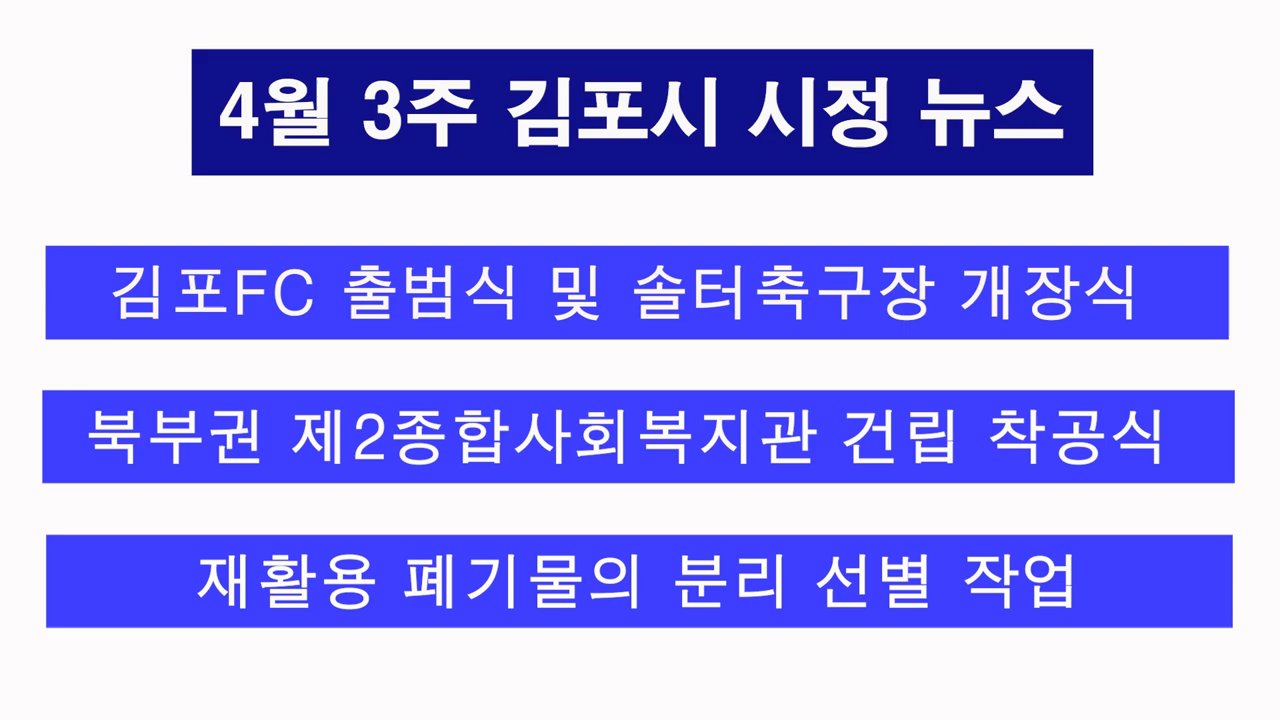 4월 3주 김포시 시정 뉴스
김포FC 출범식 및 솔터축구장 개장식
북부권 제2종합사회복지관 건립 착공식
재활용 폐기물의 분리 선별 작업